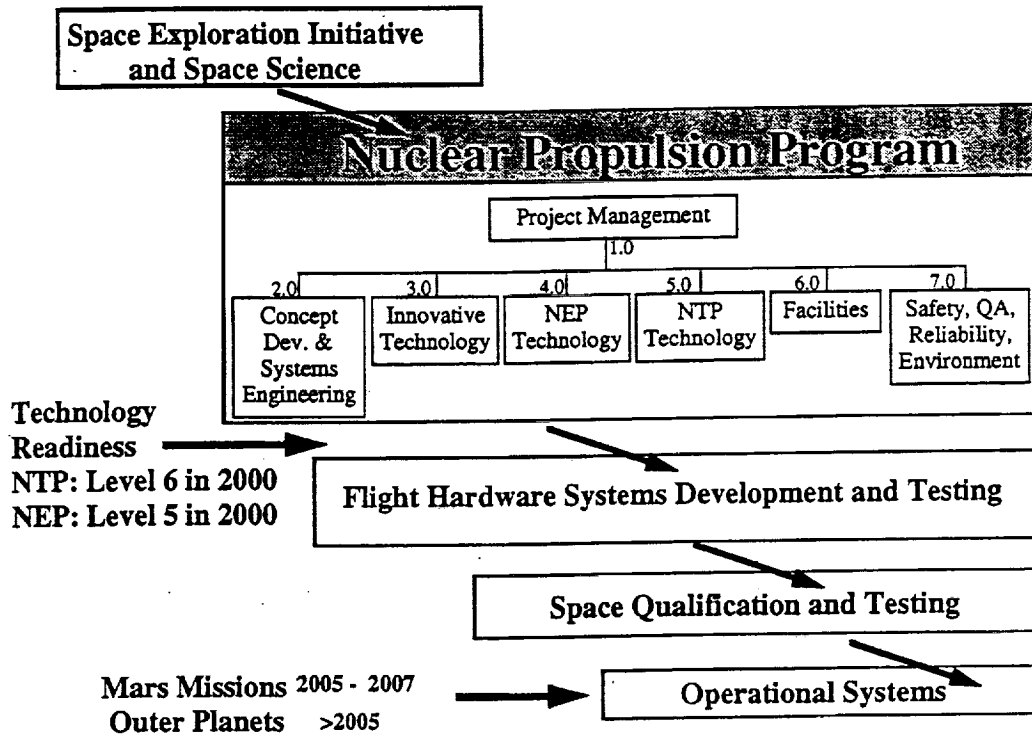 Space Exploration Initiative
and Space Science
Nuclear Propulsion Program
Project Management
1.0
2.0
Concept
Dev. &
Systems
Engineering
3.0
Innovative
Technology
4.0
NEP
Technology
5.0
NTP
Technology
6.0
Facilities
7.0
Safety, QA,
Reliability,
Environment
Technology
Readiness
NTP: Level 6 in 2000
NEP: Level 5 in 2000
Flight Hardware Systems Development and Testing
Space Qualification and Testing
Mars Missions 2005 - 2007
Outer Planets >2005
Operational Systems